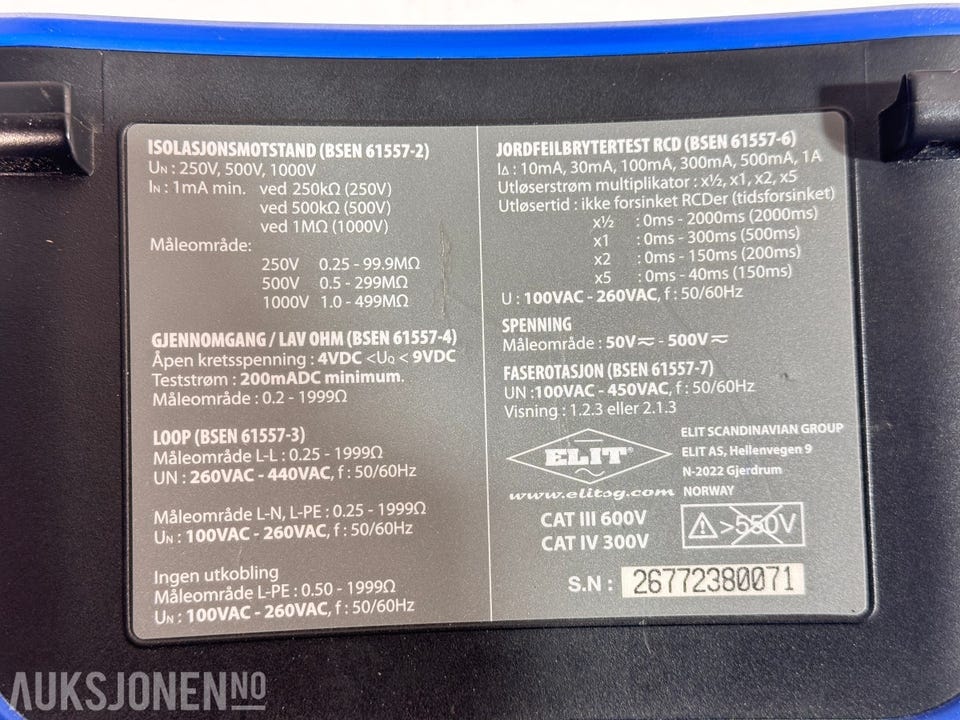 ISOLASJONSMOTSTAND (BSEN 61557-2)
UN : 250V, 500V, 1000V
IN : 1mA min. ved 250kΩ (250V)
ved 500kΩ (500V)
ved 1MΩ (1000V)
Måleområde:
250V 0.25 - 99.9MΩ
500V 0.5 - 299MΩ
1000V 1.0 - 499MΩ
GJENNOMGANG / LAV OHM (BSEN 61557-4)
Åpen kretsspenning : 4VDC <UQ < 9VDC
Teststrøm : 200mADC minimum.
Måleområde : 0.2 - 1999Ω
LOOP (BSEN 61557-3)
Måleområde L-L : 0.25 - 1999Ω
UN : 260VAC - 440VAC, f : 50/60Hz
Måleområde L-N, L-PE : 0.25 - 1999Ω
UN : 100VAC - 260VAC, f : 50/60Hz
Ingen utkobling
Måleområde L-PE : 0.50 - 1999Ω
UN : 100VAC - 260VAC, f : 50/60Hz
JORDFEILBRYTERTEST RCD (BSEN 61557-6)
IΔ : 10mA, 30mA, 100mA, 300mA, 500mA, 1A
Utløserstrøm multiplikator : x½, x1, x2, x5
Utløsertid : ikke forsinket RCDer (tidsforsinket)
x½ : 0ms - 2000ms (2000ms)
x1 : 0ms - 300ms (500ms)
x2 : 0ms - 150ms (200ms)
x5 : 0ms - 40ms (150ms)
U : 100VAC - 260VAC, f : 50/60Hz
SPENNING
Måleområde : 50V⎓ - 500V⎓
FASEROTASJON (BSEN 61557-7)
UN :100VAC - 450VAC, f : 50/60Hz
Visning : 1.2.3 eller 2.1.3
ELIT®
www.elitsg.com
ELIT SCANDINAVIAN GROUP
ELIT AS, Hellenvegen 9
N-2022 Gjerdrum
NORWAY
CAT III 600V
CAT IV 300V
>550V
S.N : 26772380071
AUKSJONEN.NO